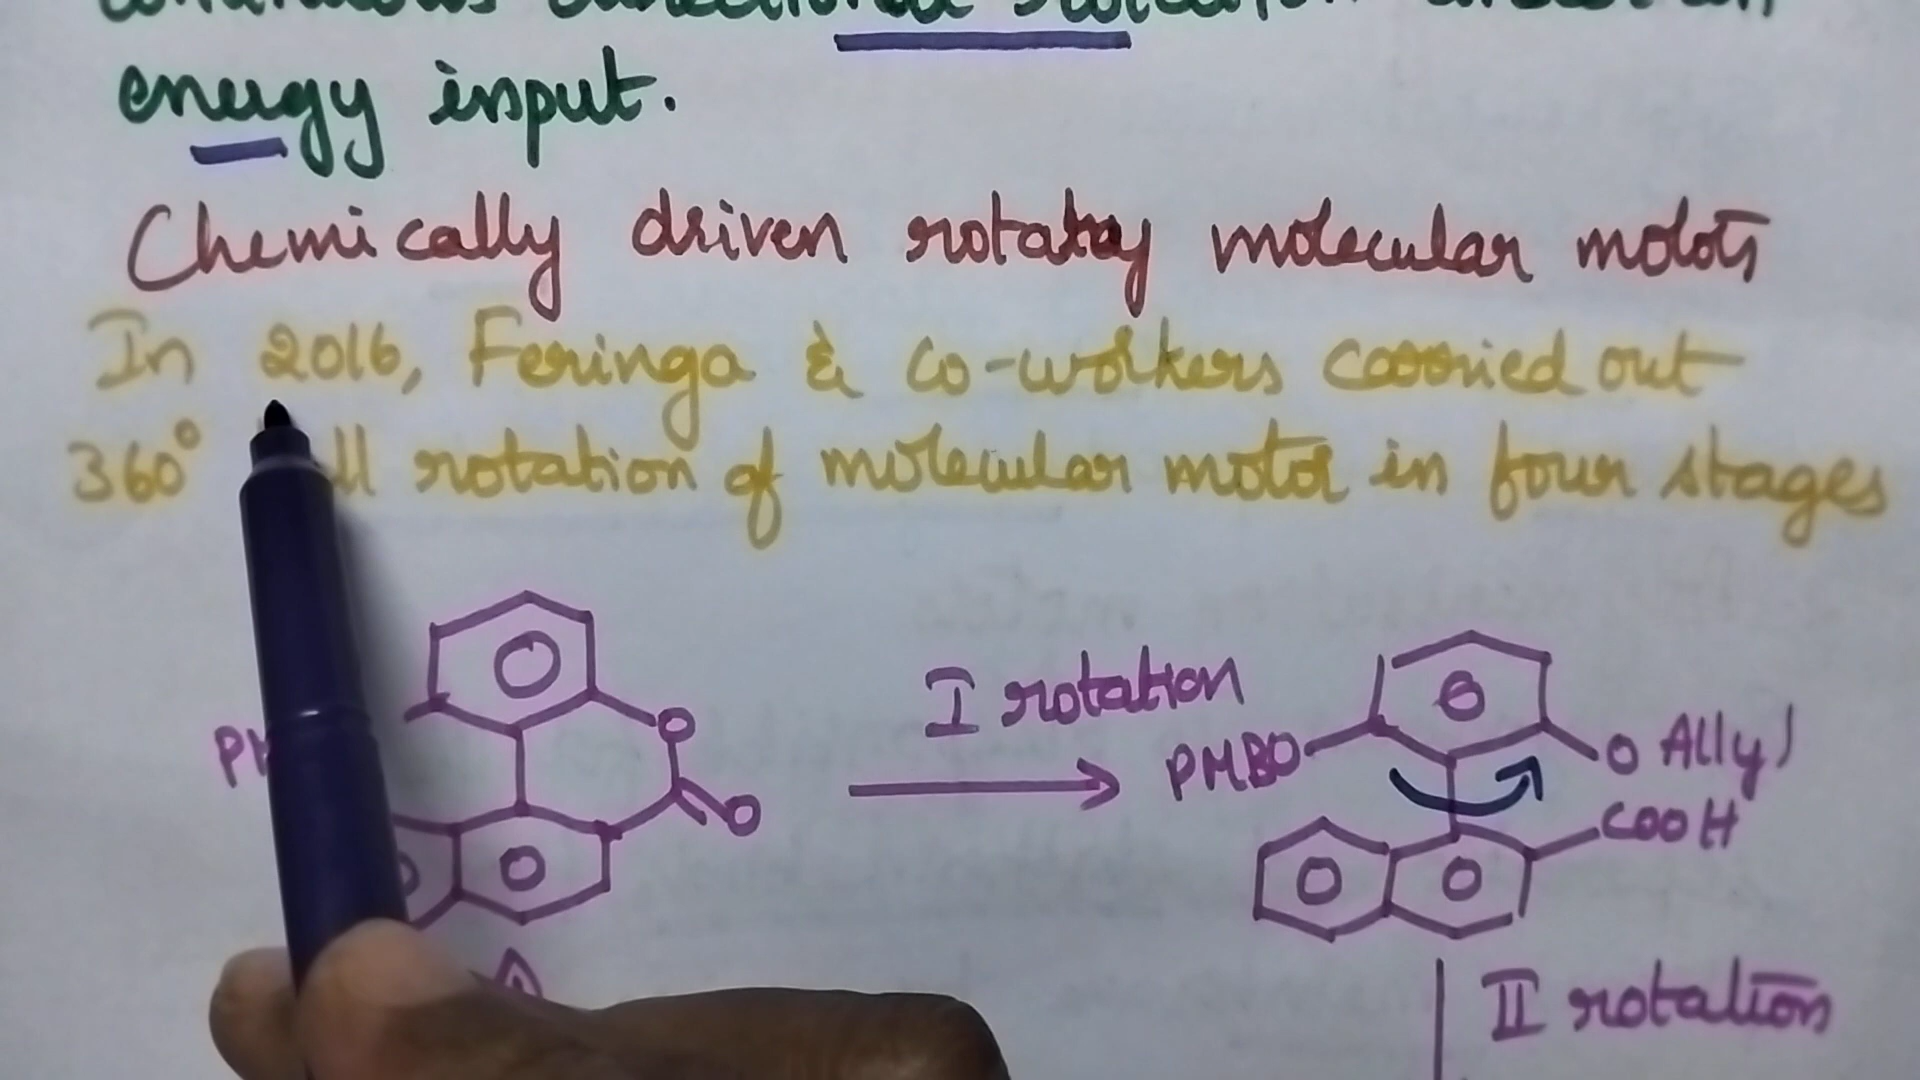 energy input.
Chemically driven rotatory molecular motors
In 2016, Feringa & co-workers carried out
360° rotation of molecular motor in four stages
I rotation
O
O
PMBO
O Allyl
COOH
II rotation